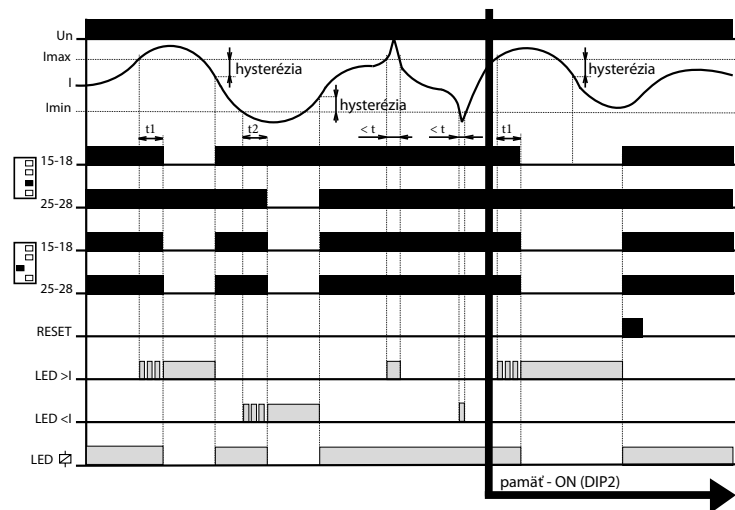 Un
Imax
hysterézia
hysterézia
I
hysterézia
Imin
t1
t2
< t
< t
t1
15-18
25-28
15-18
25-28
RESET
LED >I
LED <I
LED
pamäť - ON (DIP2)